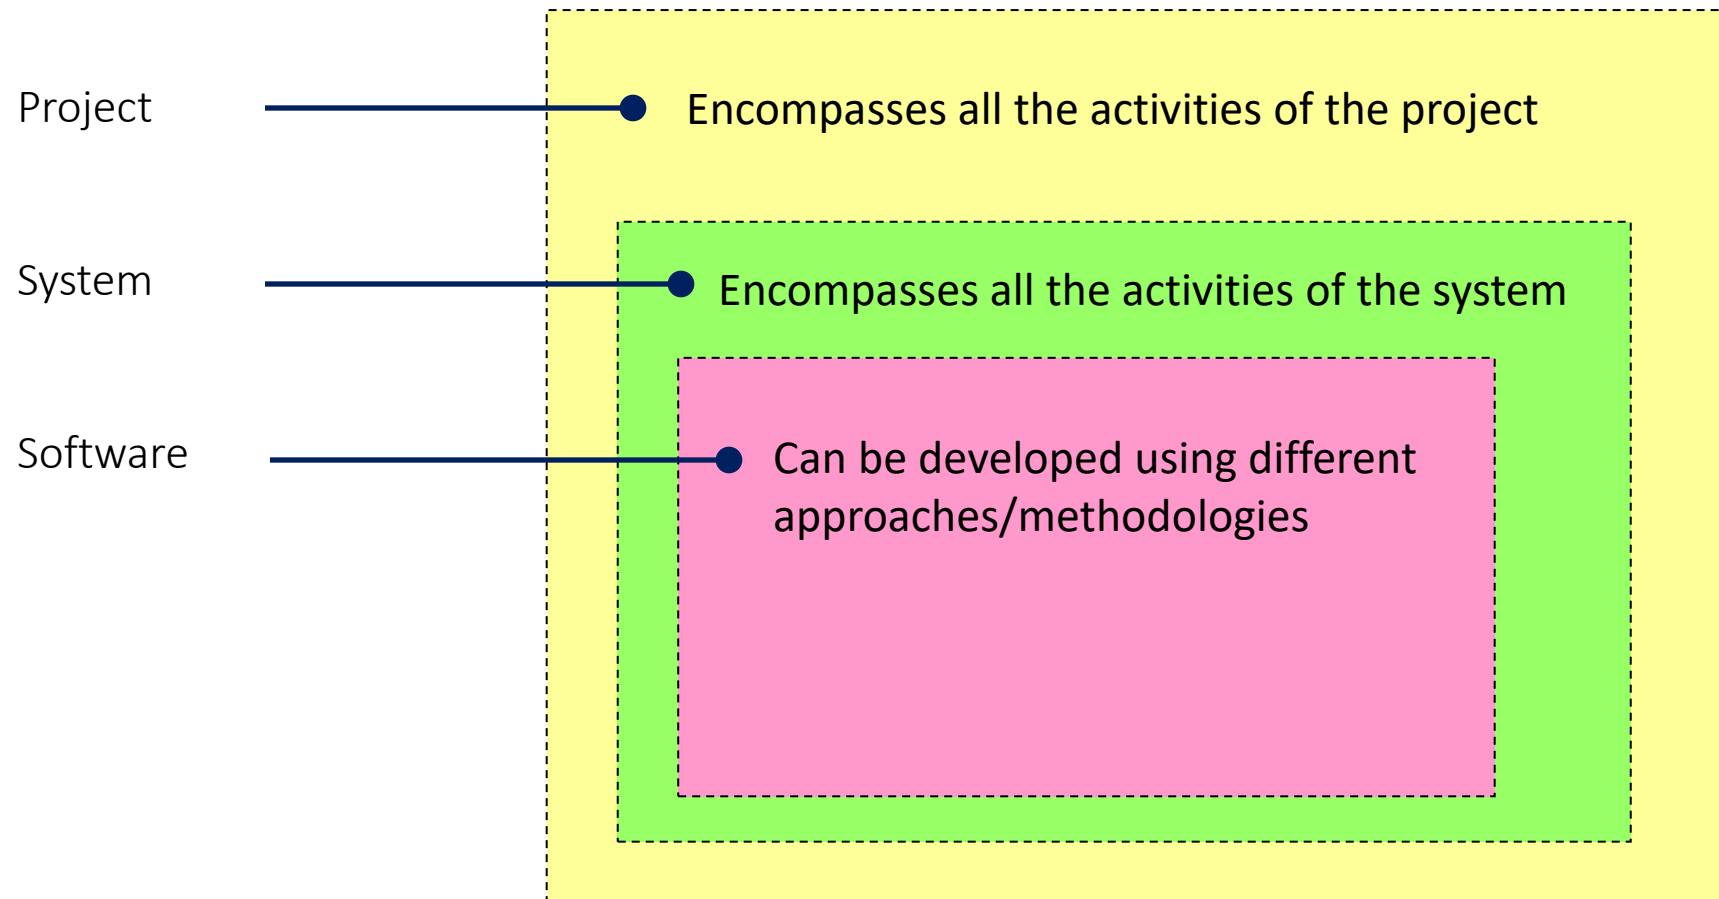 Project
Encompasses all the activities of the project
System
Encompasses all the activities of the system
Software
Can be developed using different
approaches/methodologies